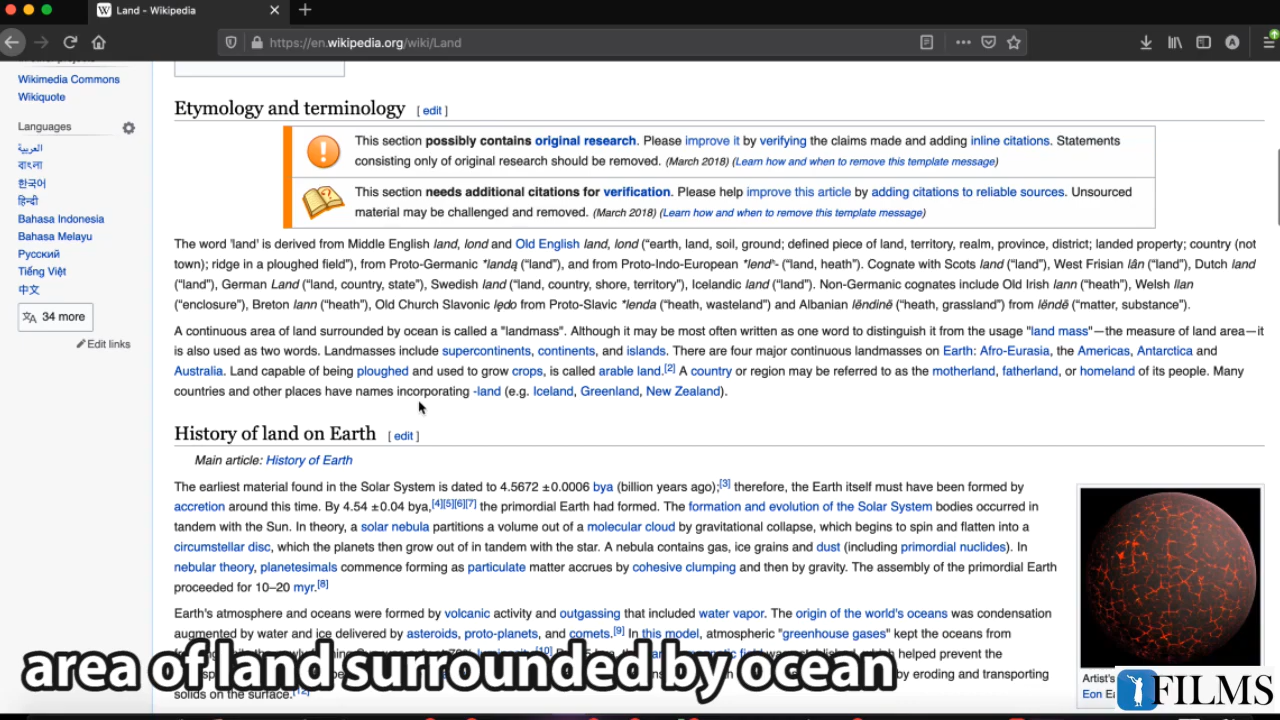 Land - Wikipedia
https://en.wikipedia.org/wiki/Land
Wikimedia Commons
Wikiquote
Languages
العربية
বাংলা
한국어
हिन्दी
Bahasa Indonesia
Bahasa Melayu
Русский
Tiếng Việt
中文
34 more
Edit links
Etymology and terminology [ edit ]
This section possibly contains original research. Please improve it by verifying the claims made and adding inline citations. Statements
consisting only of original research should be removed. (March 2018) (Learn how and when to remove this template message)
This section needs additional citations for verification. Please help improve this article by adding citations to reliable sources. Unsourced
material may be challenged and removed. (March 2018) (Learn how and when to remove this template message)
The word 'land' is derived from Middle English land, lond and Old English land, lond (“earth, land, soil, ground; defined piece of land, territory, realm, province, district; landed property; country (not
town); ridge in a ploughed field”), from Proto-Germanic *landą (“land”), and from Proto-Indo-European *lendʰ- (“land, heath”). Cognate with Scots land (“land”), West Frisian lân (“land”), Dutch land
(“land”), German Land (“land, country, state”), Swedish land (“land, country, shore, territory”), Icelandic land (“land”). Non-Germanic cognates include Old Irish lann (“heath”), Welsh llan
(“enclosure”), Breton lann (“heath”), Old Church Slavonic lędo from Proto-Slavic *lenda (“heath, wasteland”) and Albanian lëndinë (“heath, grassland”) from lëndë (“matter, substance”).
A continuous area of land surrounded by ocean is called a "landmass". Although it may be most often written as one word to distinguish it from the usage "land mass"—the measure of land area—it
is also used as two words. Landmasses include supercontinents, continents, and islands. There are four major continuous landmasses on Earth: Afro-Eurasia, the Americas, Antarctica and
Australia. Land capable of being ploughed and used to grow crops, is called arable land.[2] A country or region may be referred to as the motherland, fatherland, or homeland of its people. Many
countries and other places have names incorporating -land (e.g. Iceland, Greenland, New Zealand).
History of land on Earth [ edit ]
Main article: History of Earth
The earliest material found in the Solar System is dated to 4.5672 ±0.0006 bya (billion years ago);[3] therefore, the Earth itself must have been formed by
accretion around this time. By 4.54 ±0.04 bya,[4][5][6][7] the primordial Earth had formed. The formation and evolution of the Solar System bodies occurred in
tandem with the Sun. In theory, a solar nebula partitions a volume out of a molecular cloud by gravitational collapse, which begins to spin and flatten into a
circumstellar disc, which the planets then grow out of in tandem with the star. A nebula contains gas, ice grains and dust (including primordial nuclides). In
nebular theory, planetesimals commence forming as particulate matter accrues by cohesive clumping and then by gravity. The assembly of the primordial Earth
proceeded for 10–20 myr.[8]
Earth's atmosphere and oceans were formed by volcanic activity and outgassing that included water vapor. The origin of the world's oceans was condensation
augmented by water and ice delivered by asteroids, proto-planets, and comets.[9] In this model, atmospheric "greenhouse gases" kept the oceans from
helped prevent the
by eroding and transporting
solids on the surface.[12]
Artist's
Eon
area of land surrounded by ocean
FILMS